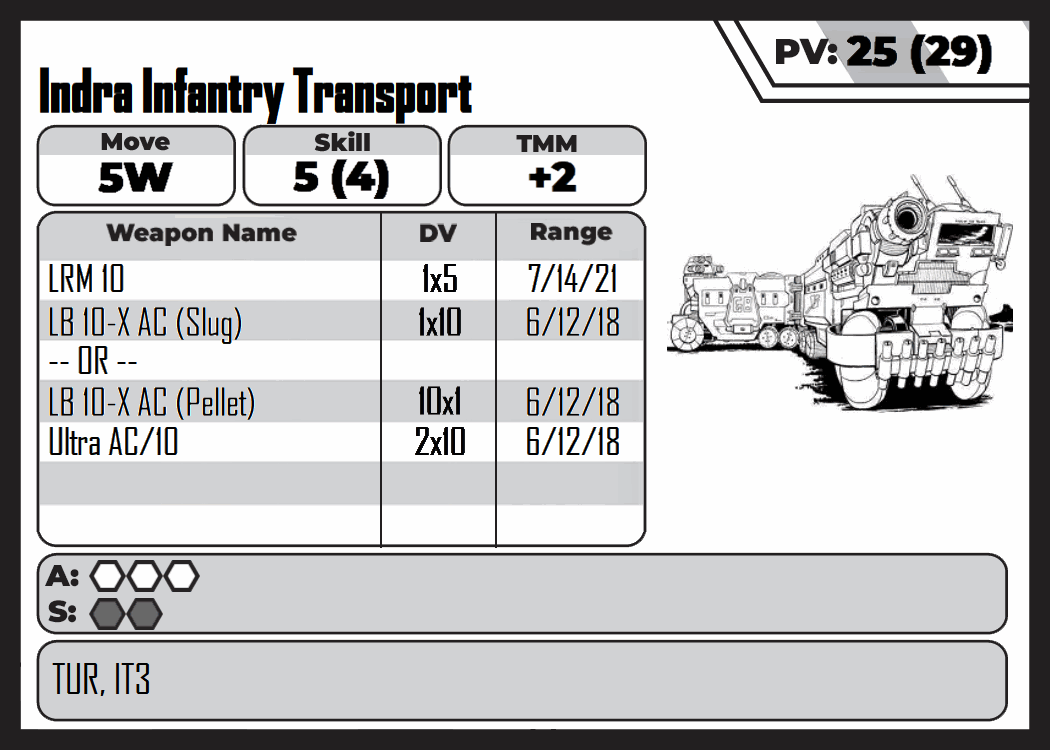 PV: 25 (29)
Indra Infantry Transport
Move Skill TMM
5W 5 (4) +2
Weapon Name DV Range
LRM 10 1x5 7/14/21
LB 10-X AC (Slug) 1x10 6/12/18
-- OR --
LB 10-X AC (Pellet) 10x1 6/12/18
Ultra AC/10 2x10 6/12/18
A:
S:
TUR, IT3